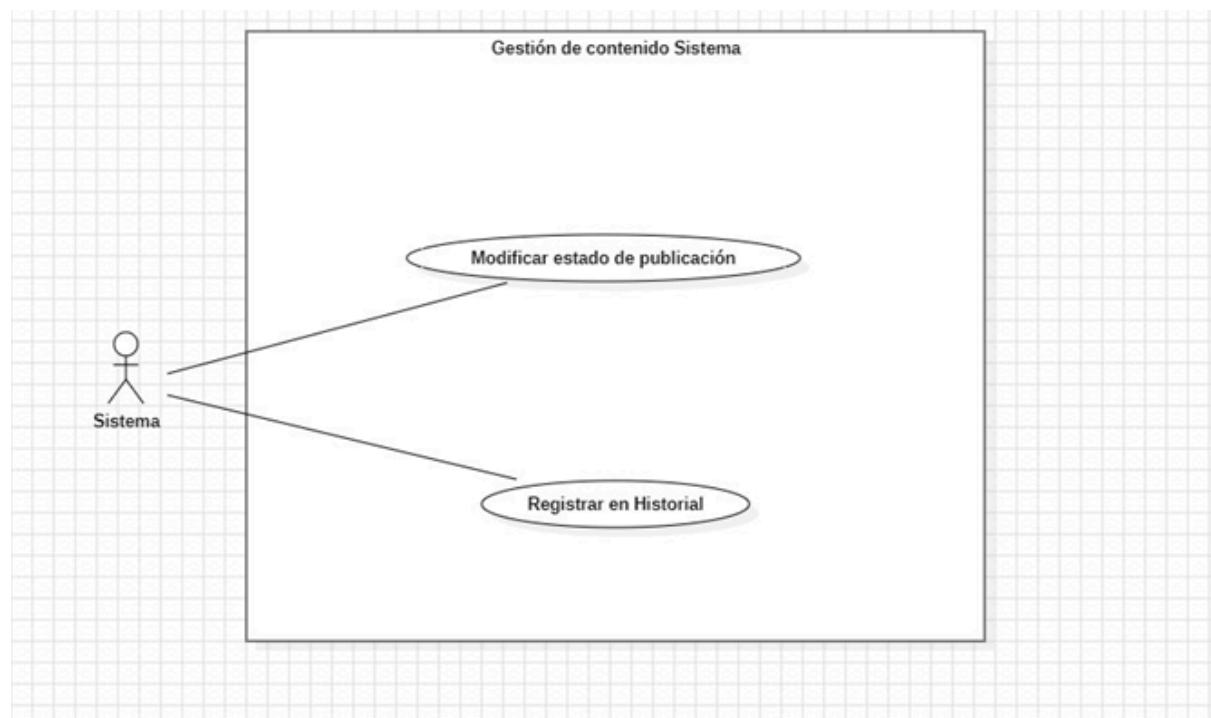 Gestión de contenido Sistema
Modificar estado de publicación
Sistema
Registrar en Historial